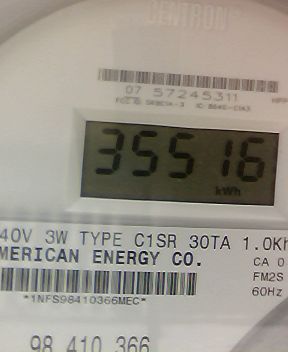 CENTRON
07 57245311
35516
kWh
40V 3W TYPE C1SR 30TA 1.0Kh
MERICAN ENERGY CO.
CA 0
FM2S
60Hz
*1NFS98410366MEC*
98 410 366